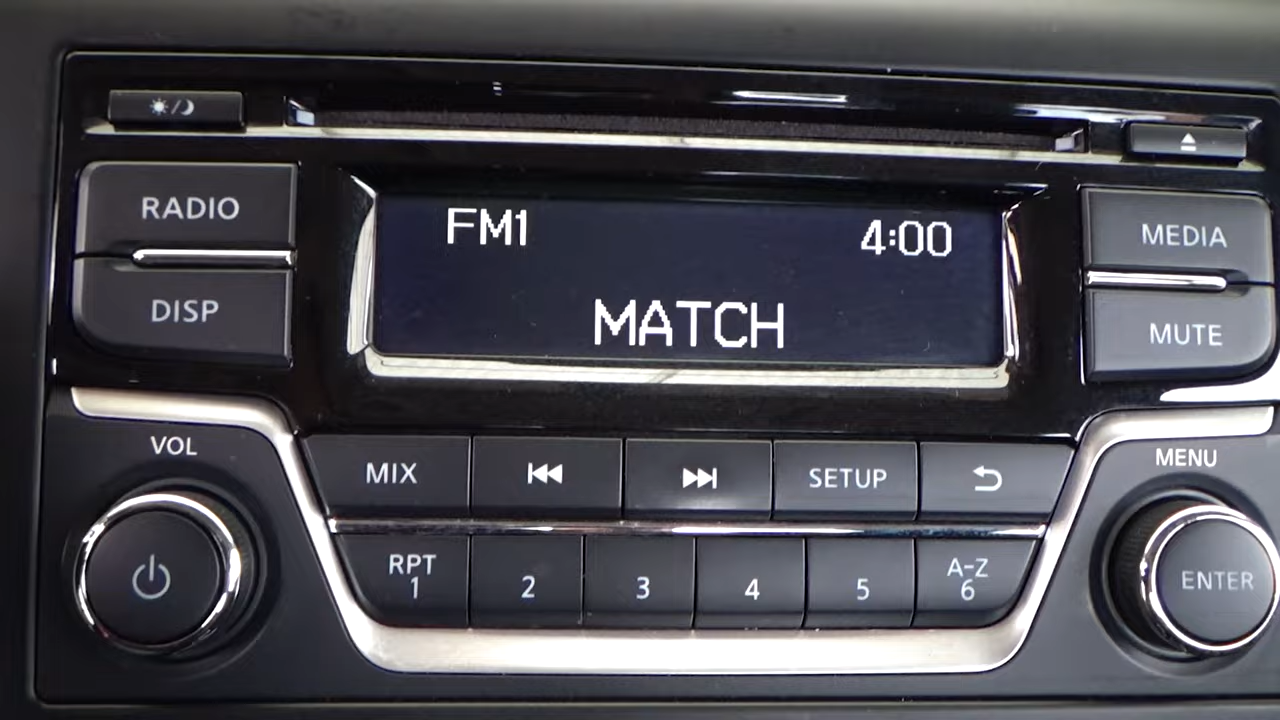 RADIO
DISP
FM1 4:00
MATCH
MEDIA
MUTE
VOL
MIX
SETUP
MENU
RPT
1
2
3
4
5
A-Z
6
ENTER